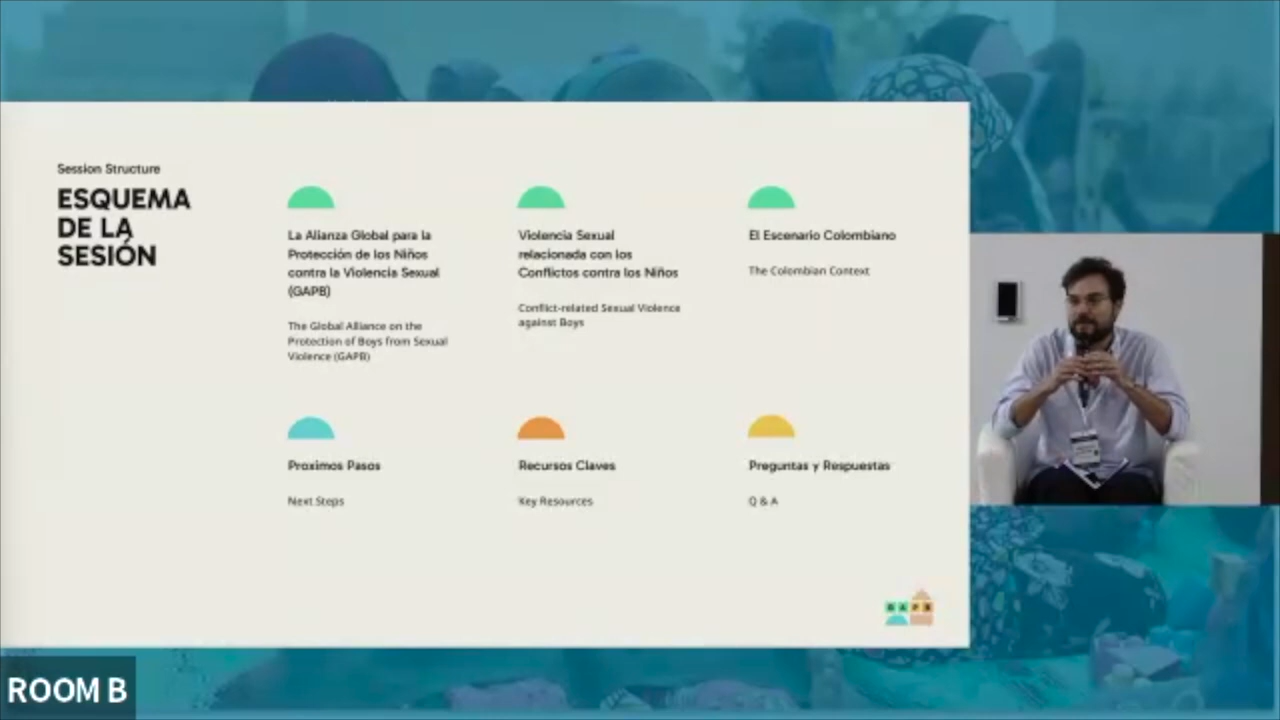 Session Structure
ESQUEMA
DE LA
SESIÓN
La Alianza Global para la
Protección de los Niños
contra la Violencia Sexual
(GAPB)
The Global Alliance on the
Protection of Boys from Sexual
Violence (GAPB)
Violencia Sexual
relacionada con los
Conflictos contra los Niños
Conflict-related Sexual Violence
against Boys
El Escenario Colombiano
The Colombian Context
Proximos Pasos
Next Steps
Recursos Claves
Key Resources
Preguntas y Respuestas
Q & A
GAPB
ROOM B